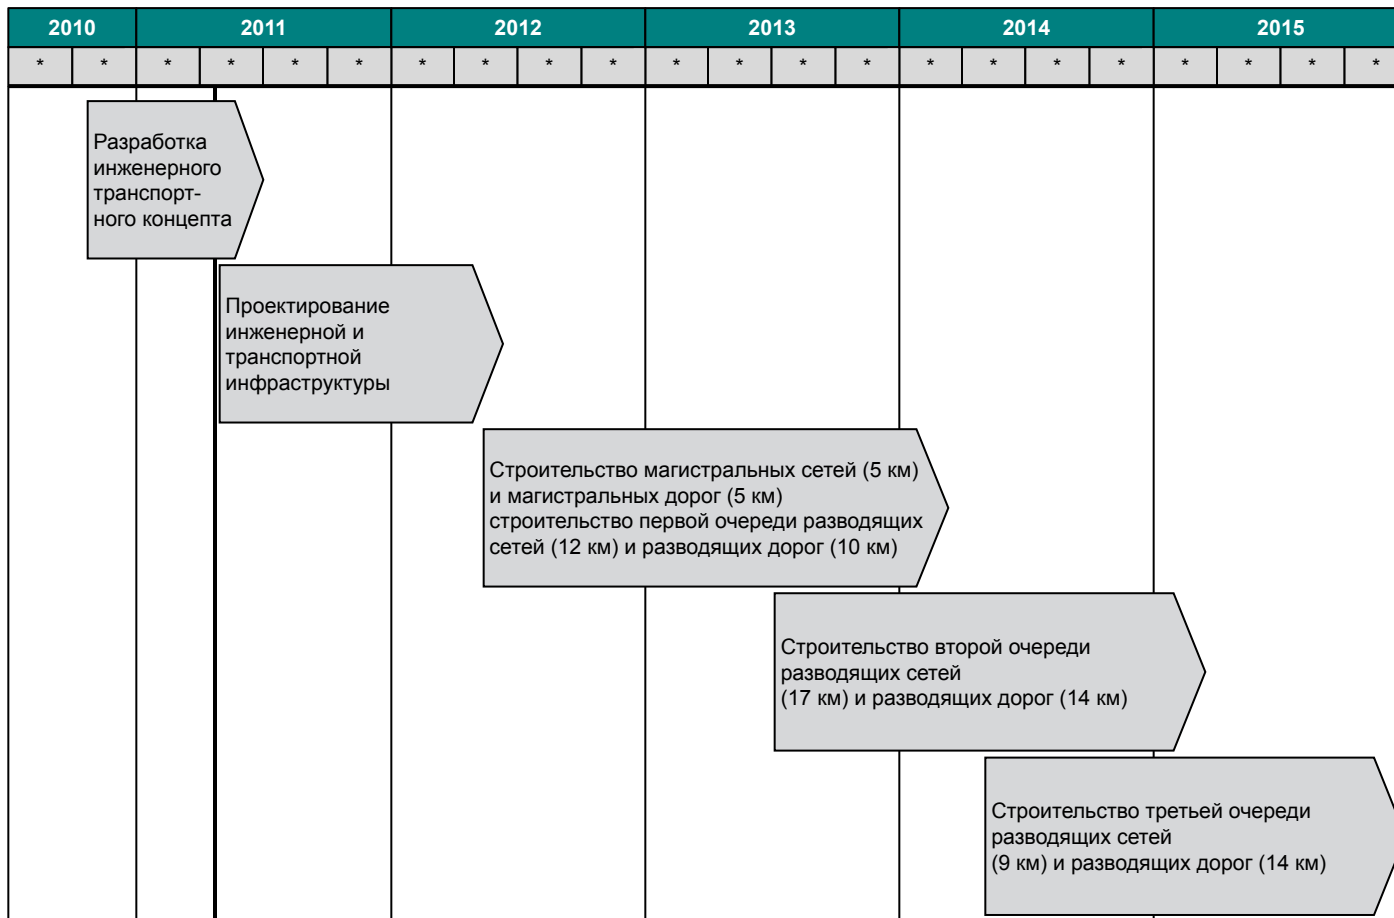 2010 2011 2012 2013 2014 2015
* * * * * * * * * * * * * * * * * * * * * *
Разработка
инженерного
транспорт-
ного концепта
Проектирование
инженерной и
транспортной
инфраструктуры
Строительство магистральных сетей (5 км)
и магистральных дорог (5 км)
строительство первой очереди разводящих
сетей (12 км) и разводящих дорог (10 км)
Строительство второй очереди
разводящих сетей
(17 км) и разводящих дорог (14 км)
Строительство третьей очереди
разводящих сетей
(9 км) и разводящих дорог (14 км)